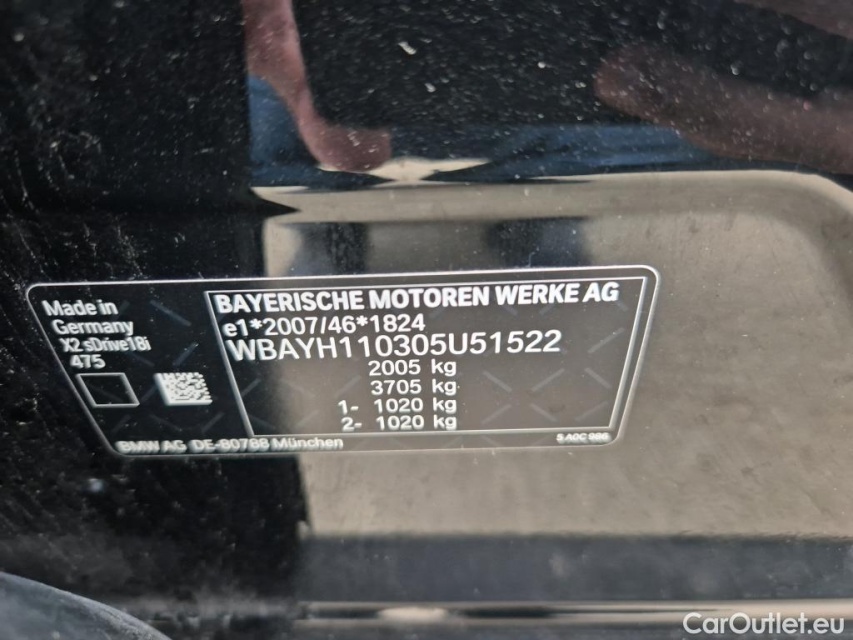 Made in
Germany
X2 sDrive18i
475
BAYERISCHE MOTOREN WERKE AG
e1*2007/46*1824
WBAYH110305U51522
2005 kg
3705 kg
1- 1020 kg
2- 1020 kg
BMW AG DE-80788 München
CarOutlet.eu